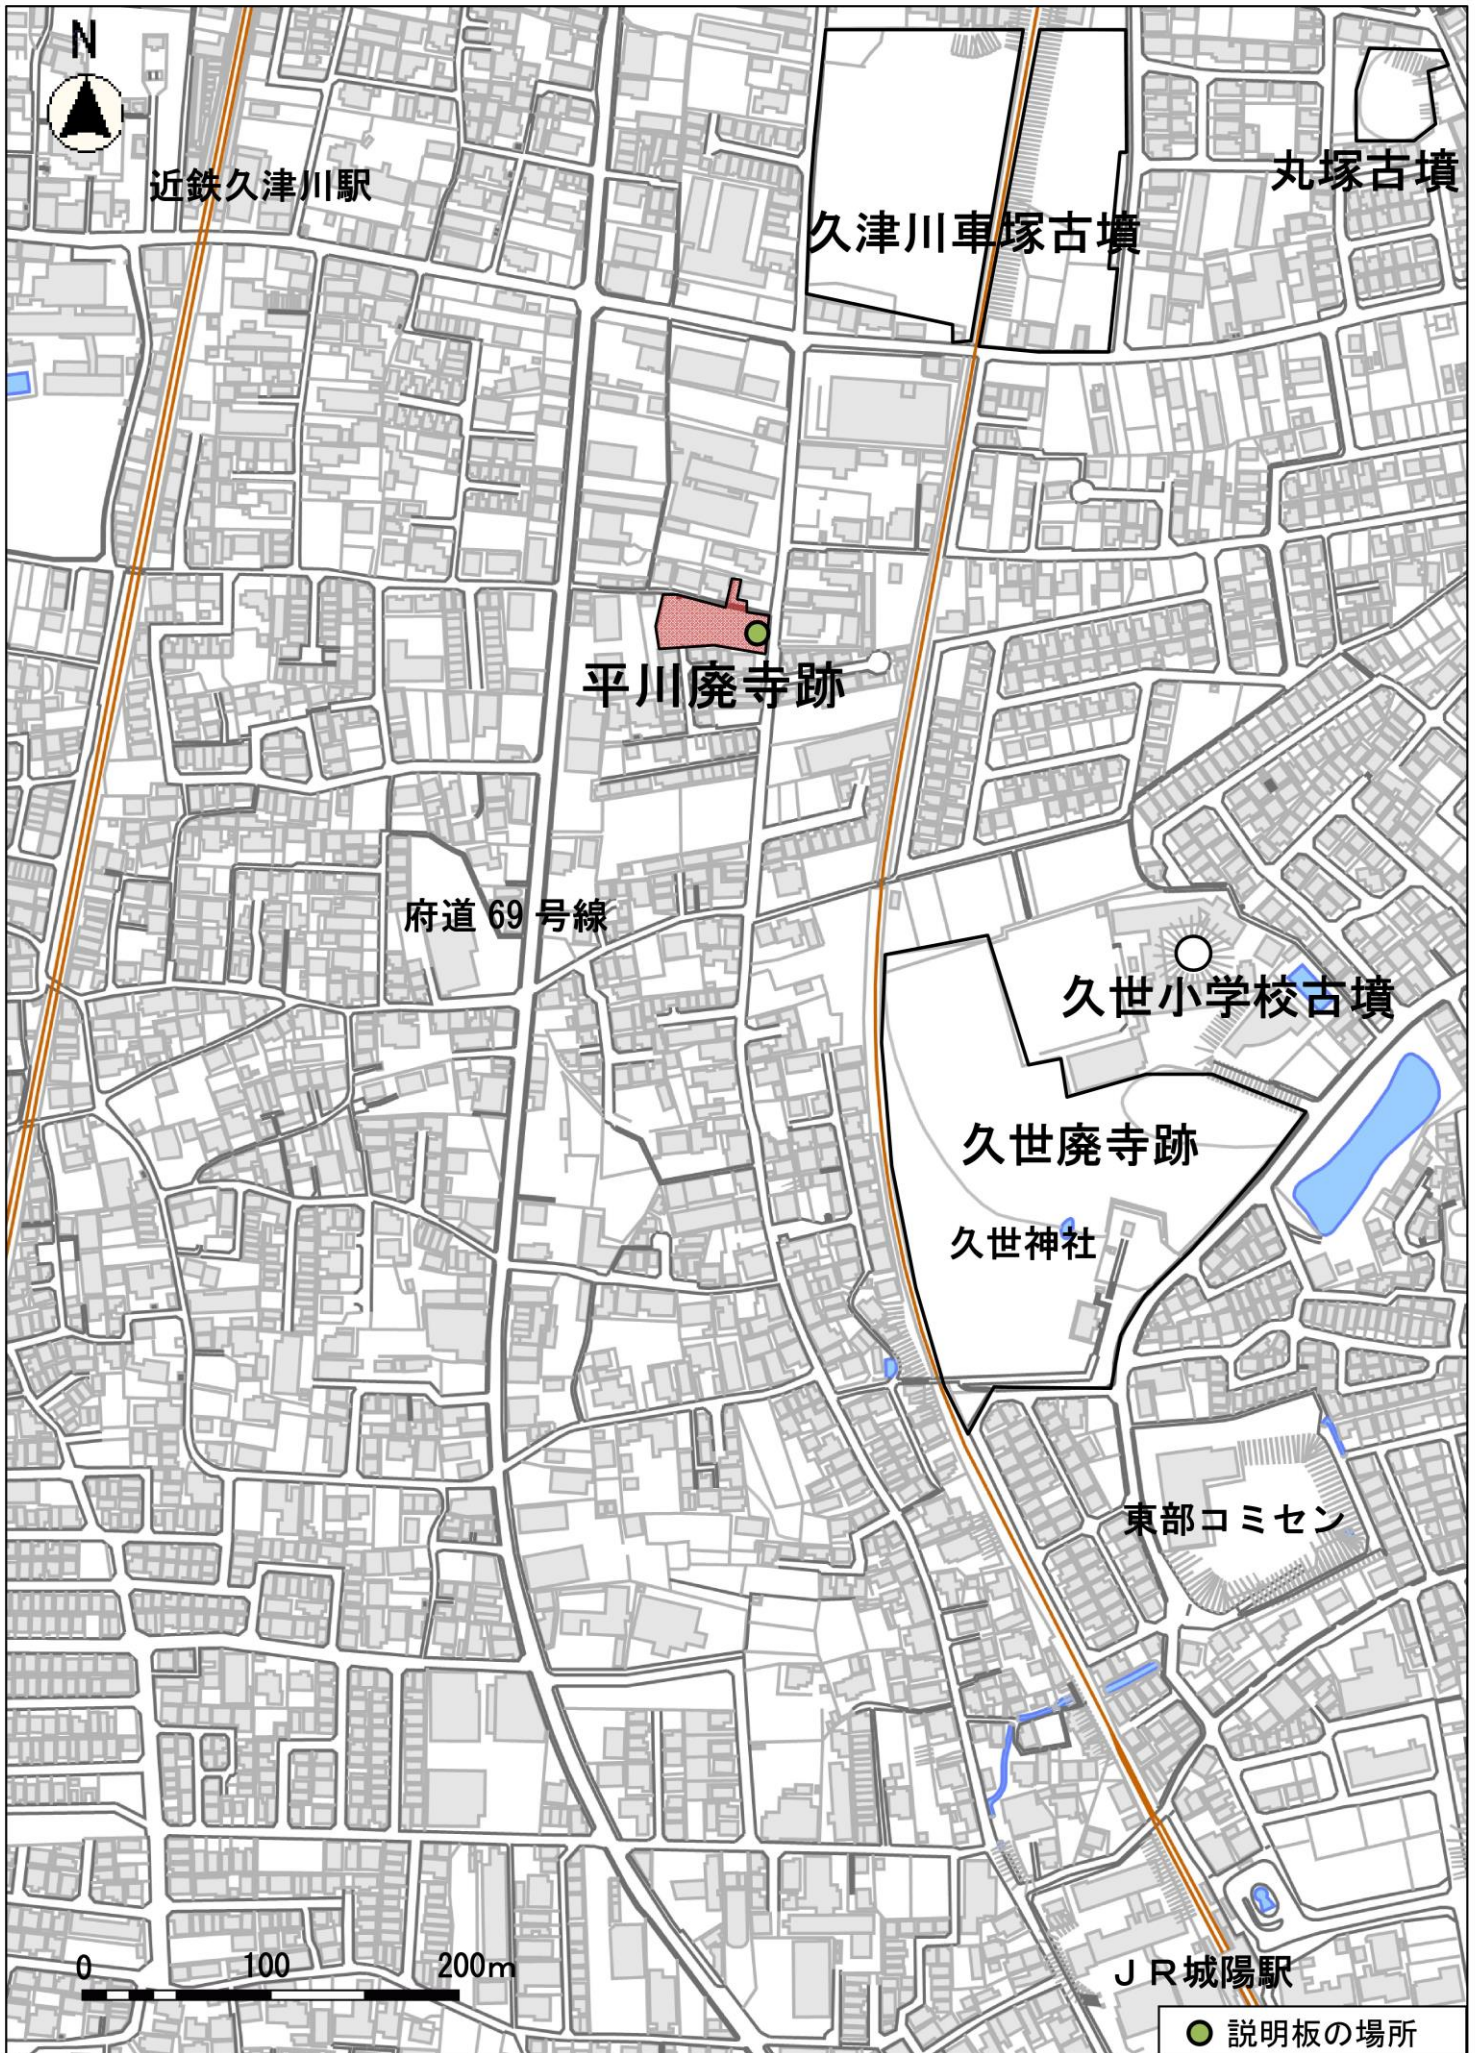 N
近鉄久津川駅
丸塚古墳
久津川車塚古墳
平川廃寺跡
府道 69 号線
久世小学校古墳
久世廃寺跡
久世神社
東部コミセン
0 100 200m
ＪＲ城陽駅
説明板の場所